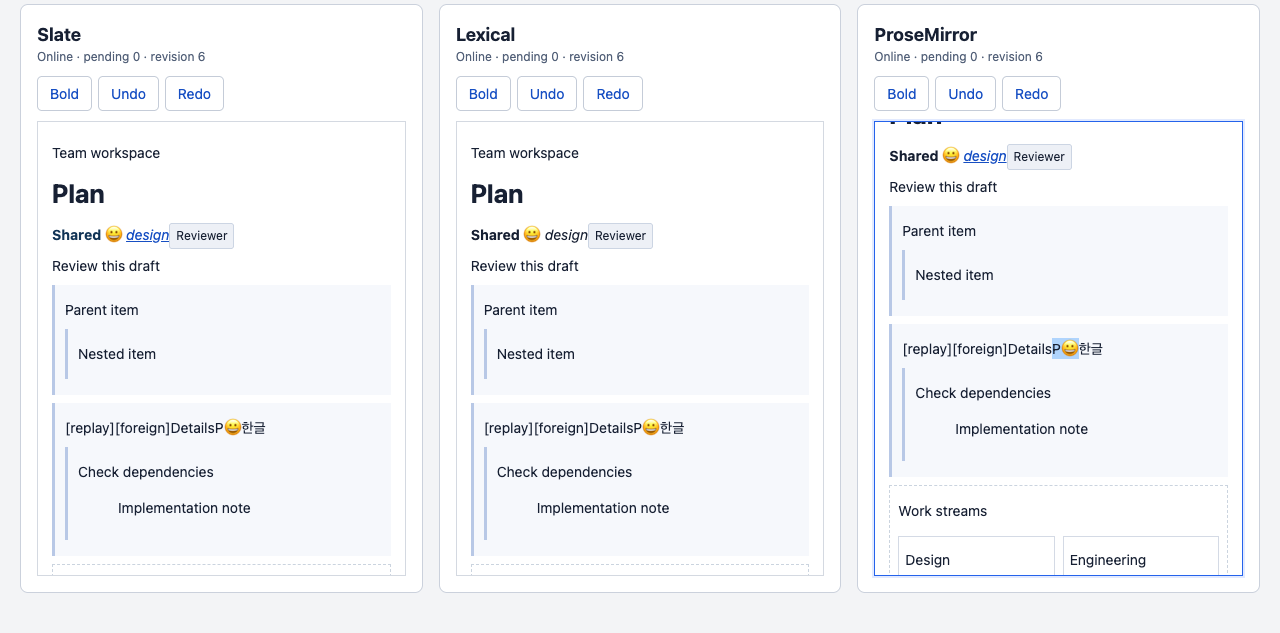 Slate
Online · pending 0 · revision 6
Bold Undo Redo
Team workspace
Plan
Shared 😀 design Reviewer
Review this draft
Parent item
Nested item
[replay][foreign]DetailsP😀한글
Check dependencies
Implementation note
Lexical
Online · pending 0 · revision 6
Bold Undo Redo
Team workspace
Plan
Shared 😀 design Reviewer
Review this draft
Parent item
Nested item
[replay][foreign]DetailsP😀한글
Check dependencies
Implementation note
ProseMirror
Online · pending 0 · revision 6
Bold Undo Redo
Shared 😀 design Reviewer
Review this draft
Parent item
Nested item
[replay][foreign]DetailsP😀한글
Check dependencies
Implementation note
Work streams
Design Engineering